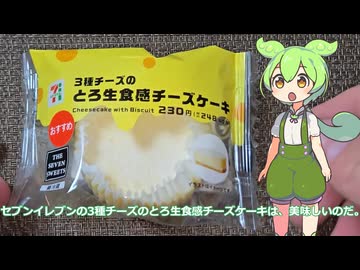 3種チーズの
とろ生食感チーズケーキ
Cheesecake with Biscuit
230円
おすすめ
THE
SEVEN
SWEETS
セブンイレブンの3種チーズのとろ生食感チーズケーキは、美味しいのだ。